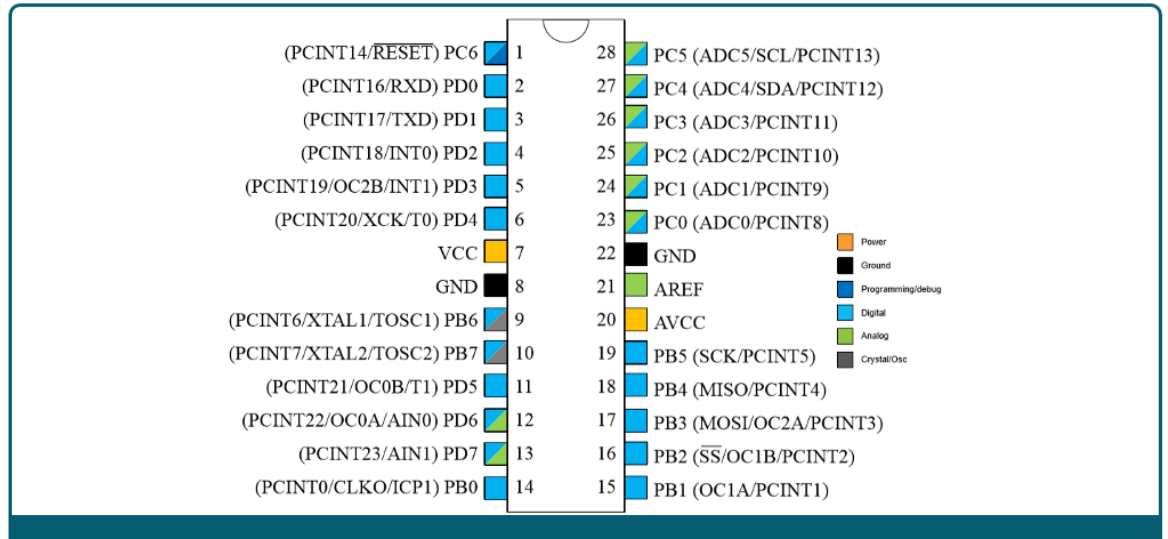 (PCINT14/RESET) PC6 1
(PCINT16/RXD) PD0 2
(PCINT17/TXD) PD1 3
(PCINT18/INT0) PD2 4
(PCINT19/OC2B/INT1) PD3 5
(PCINT20/XCK/T0) PD4 6
VCC 7
GND 8
(PCINT6/XTAL1/TOSC1) PB6 9
(PCINT7/XTAL2/TOSC2) PB7 10
(PCINT21/OC0B/T1) PD5 11
(PCINT22/OC0A/AIN0) PD6 12
(PCINT23/AIN1) PD7 13
(PCINT0/CLKO/ICP1) PB0 14
28 PC5 (ADC5/SCL/PCINT13)
27 PC4 (ADC4/SDA/PCINT12)
26 PC3 (ADC3/PCINT11)
25 PC2 (ADC2/PCINT10)
24 PC1 (ADC1/PCINT9)
23 PC0 (ADC0/PCINT8)
22 GND
21 AREF
20 AVCC
19 PB5 (SCK/PCINT5)
18 PB4 (MISO/PCINT4)
17 PB3 (MOSI/OC2A/PCINT3)
16 PB2 (SS/OC1B/PCINT2)
15 PB1 (OC1A/PCINT1)
Power
Ground
Programming/debug
Digital
Analog
Crystal/Osc